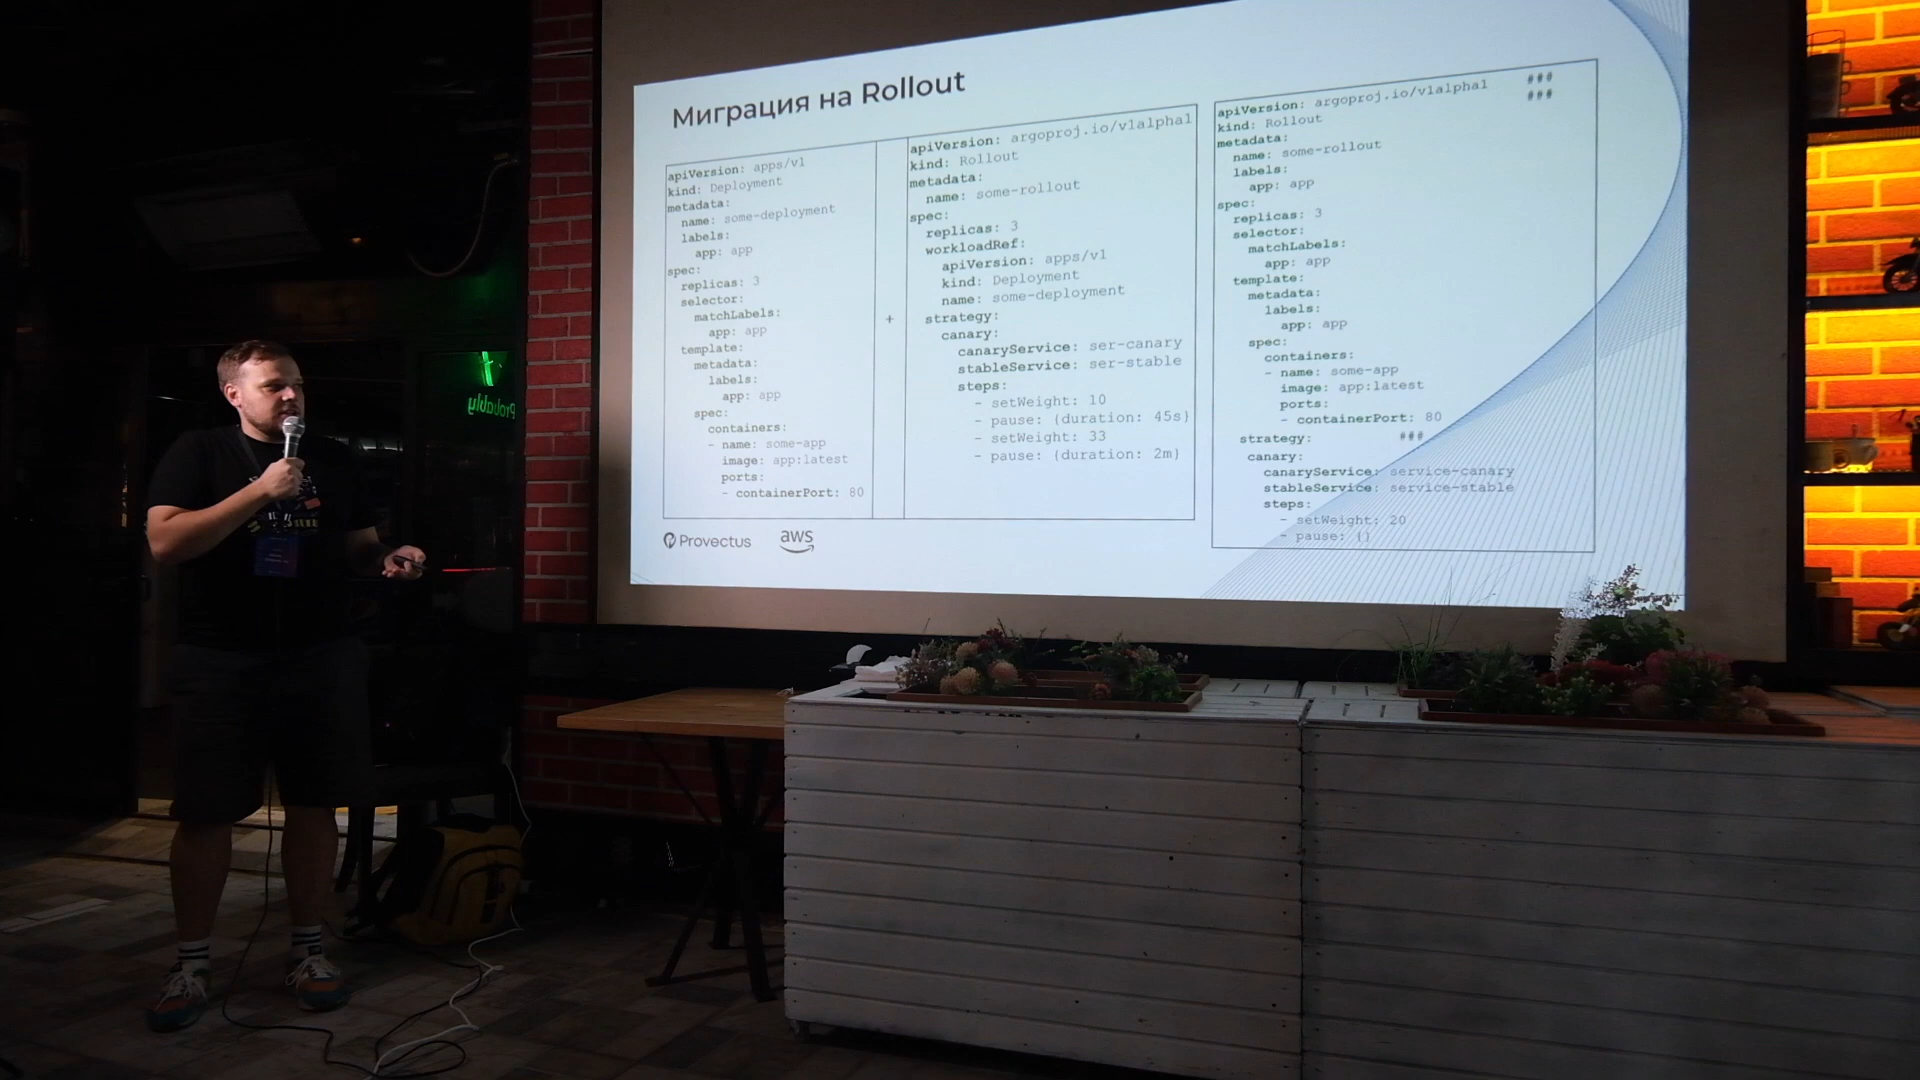 Миграция на Rollout
apiVersion: apps/v1
kind: Deployment
metadata:
name: some-deployment
labels:
app: app
spec:
replicas: 3
selector:
matchLabels:
app: app
template:
metadata:
labels:
app: app
spec:
containers:
- name: some-app
image: app:latest
ports:
- containerPort: 80
+
apiVersion: argoproj.io/v1alpha1
kind: Rollout
metadata:
name: some-rollout
spec:
replicas: 3
workloadRef:
apiVersion: apps/v1
kind: Deployment
name: some-deployment
strategy:
canary:
canaryService: ser-canary
stableService: ser-stable
steps:
- setWeight: 10
- pause: {duration: 45s}
- setWeight: 33
- pause: {duration: 2m}
apiVersion: argoproj.io/v1alpha1 ###
kind: Rollout ###
metadata:
name: some-rollout
labels:
app: app
spec:
replicas: 3
selector:
matchLabels:
app: app
template:
metadata:
labels:
app: app
spec:
containers:
- name: some-app
image: app:latest
ports:
- containerPort: 80
strategy: ###
canary:
canaryService: service-canary
stableService: service-stable
steps:
- setWeight: 20
- pause: {}
Provectus
aws
Probably